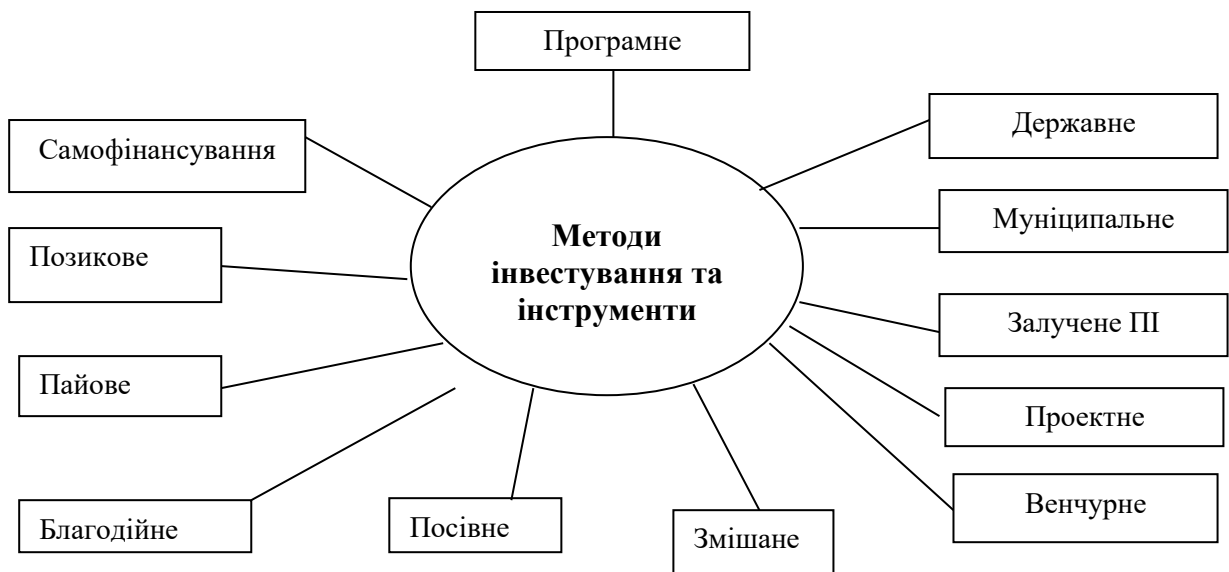 Програмне
Державне
Самофінансування
Муніципальне
Методи
інвестування та
інструменти
Позикове
Залучене ПІ
Пайове
Проектне
Венчурне
Благодійне
Посівне
Змішане